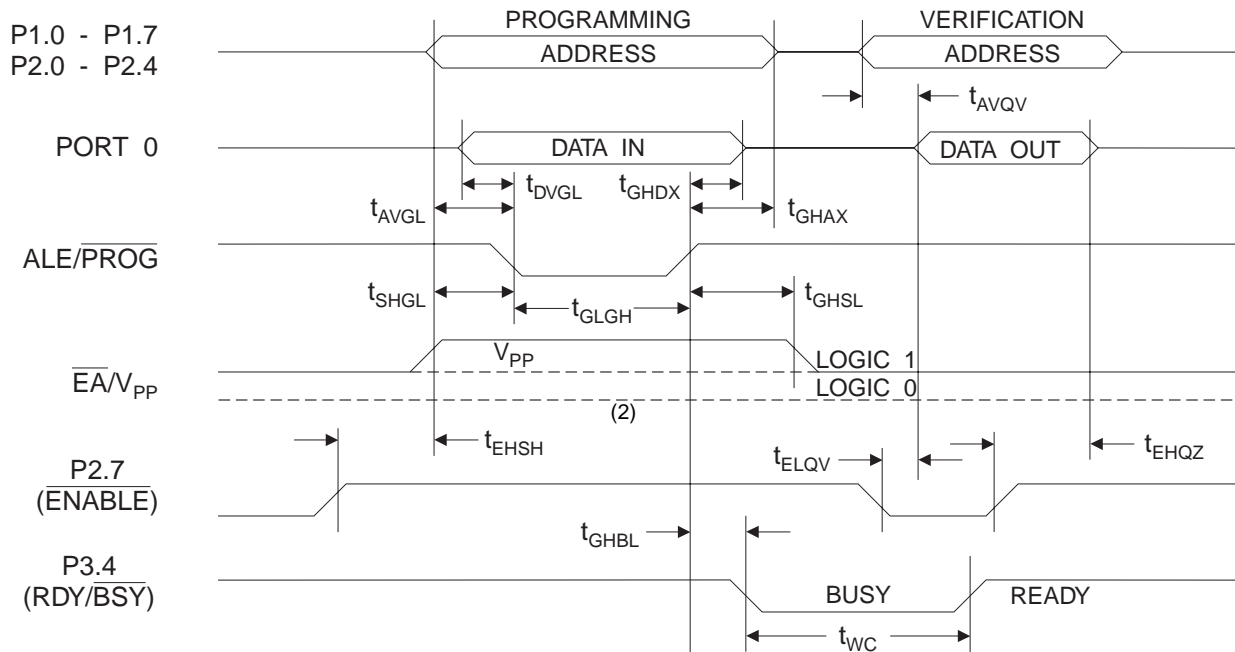 PROGRAMMING VERIFICATION
P1.0 - P1.7
P2.0 - P2.4
ADDRESS ADDRESS
tAVQV
PORT 0 DATA IN DATA OUT
tDVGL tGHDX
tAVGL tGHAX
ALE/PROG
tSHGL tGLGH tGHSL
VPP LOGIC 1
EA/VPP LOGIC 0
(2)
tEHSH tELQV tEHQZ
P2.7
(ENABLE)
tGHBL
P3.4
(RDY/BSY) BUSY READY
tWC